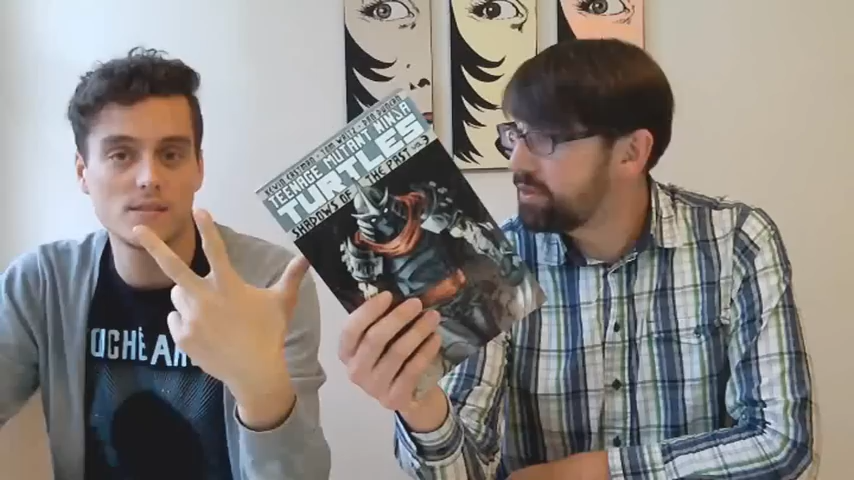 KEVIN EASTMAN · TOM WALTZ · DAN DUNCAN
TEENAGE MUTANT NINJA
TURTLES
SHADOWS OF THE PAST VOL. 3